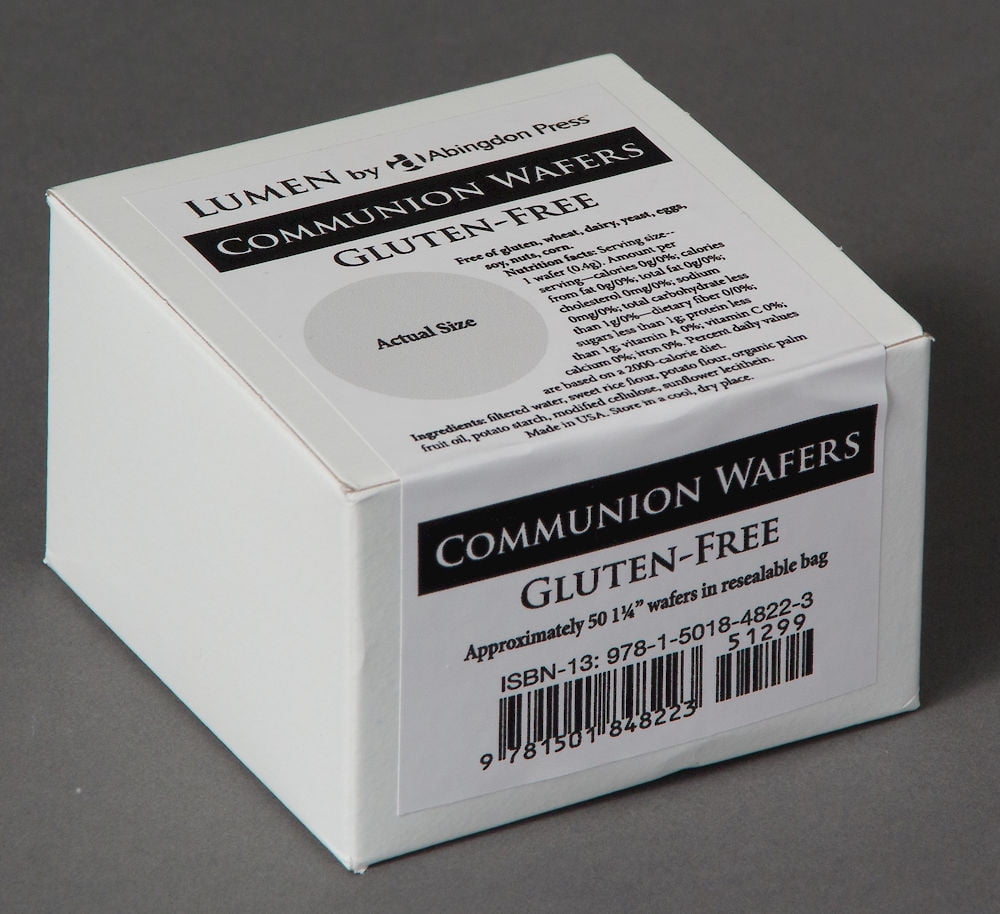 LUMEN by Abingdon Press
COMMUNION WAFERS
GLUTEN-FREE
Free of gluten, wheat, dairy, yeast, eggs,
soy, nuts, corn.
Nutrition facts: Serving size--
1 wafer (0.4g). Amount per
serving—calories 0g/0%, calories
from fat 0g/0%; total fat 0g/0%;
cholesterol 0mg/0%; sodium
0mg/0%; total carbohydrate less
than 1g/0%—dietary fiber 0/0%;
sugars less than 1g; protein less
than 1g; vitamin A 0%; vitamin C 0%;
calcium 0%; iron 0%. Percent daily values
are based on a 2000-calorie diet.
Actual Size
Ingredients: filtered water, sweet rice flour, potato flour, organic palm
fruit oil, potato starch, modified cellulose, sunflower lecithein.
Made in USA. Store in a cool, dry place.
COMMUNION WAFERS
GLUTEN-FREE
Approximately 50 1¼” wafers in resealable bag
ISBN-13: 978-1-5018-4822-3
51299
9 781501 848223